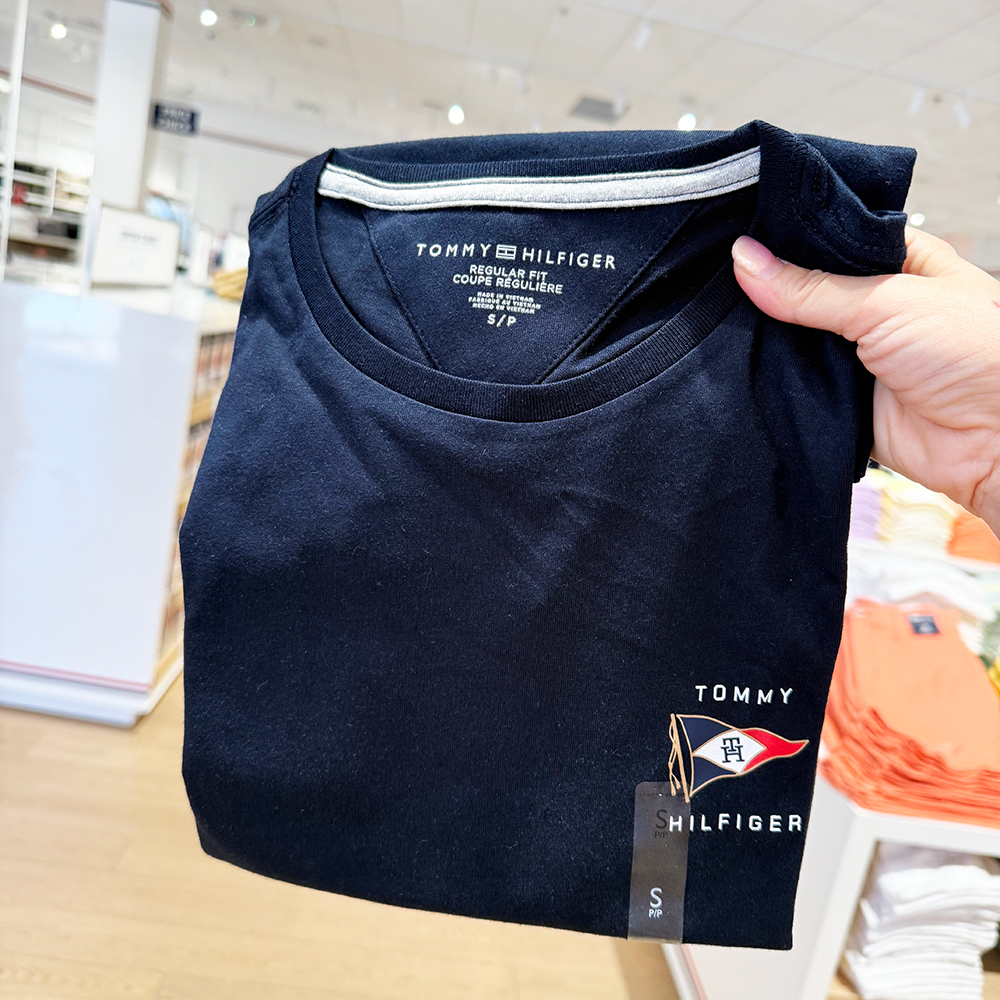 TOMMY HILFIGER
REGULAR FIT
COUPE RÉGULIÈRE
MADE IN VIETNAM
FABRIQUÉ AU VIETNAM
HECHO EN VIETNAM
S/P
TOMMY
TH
HILFIGER
S
P/P
S
P/P